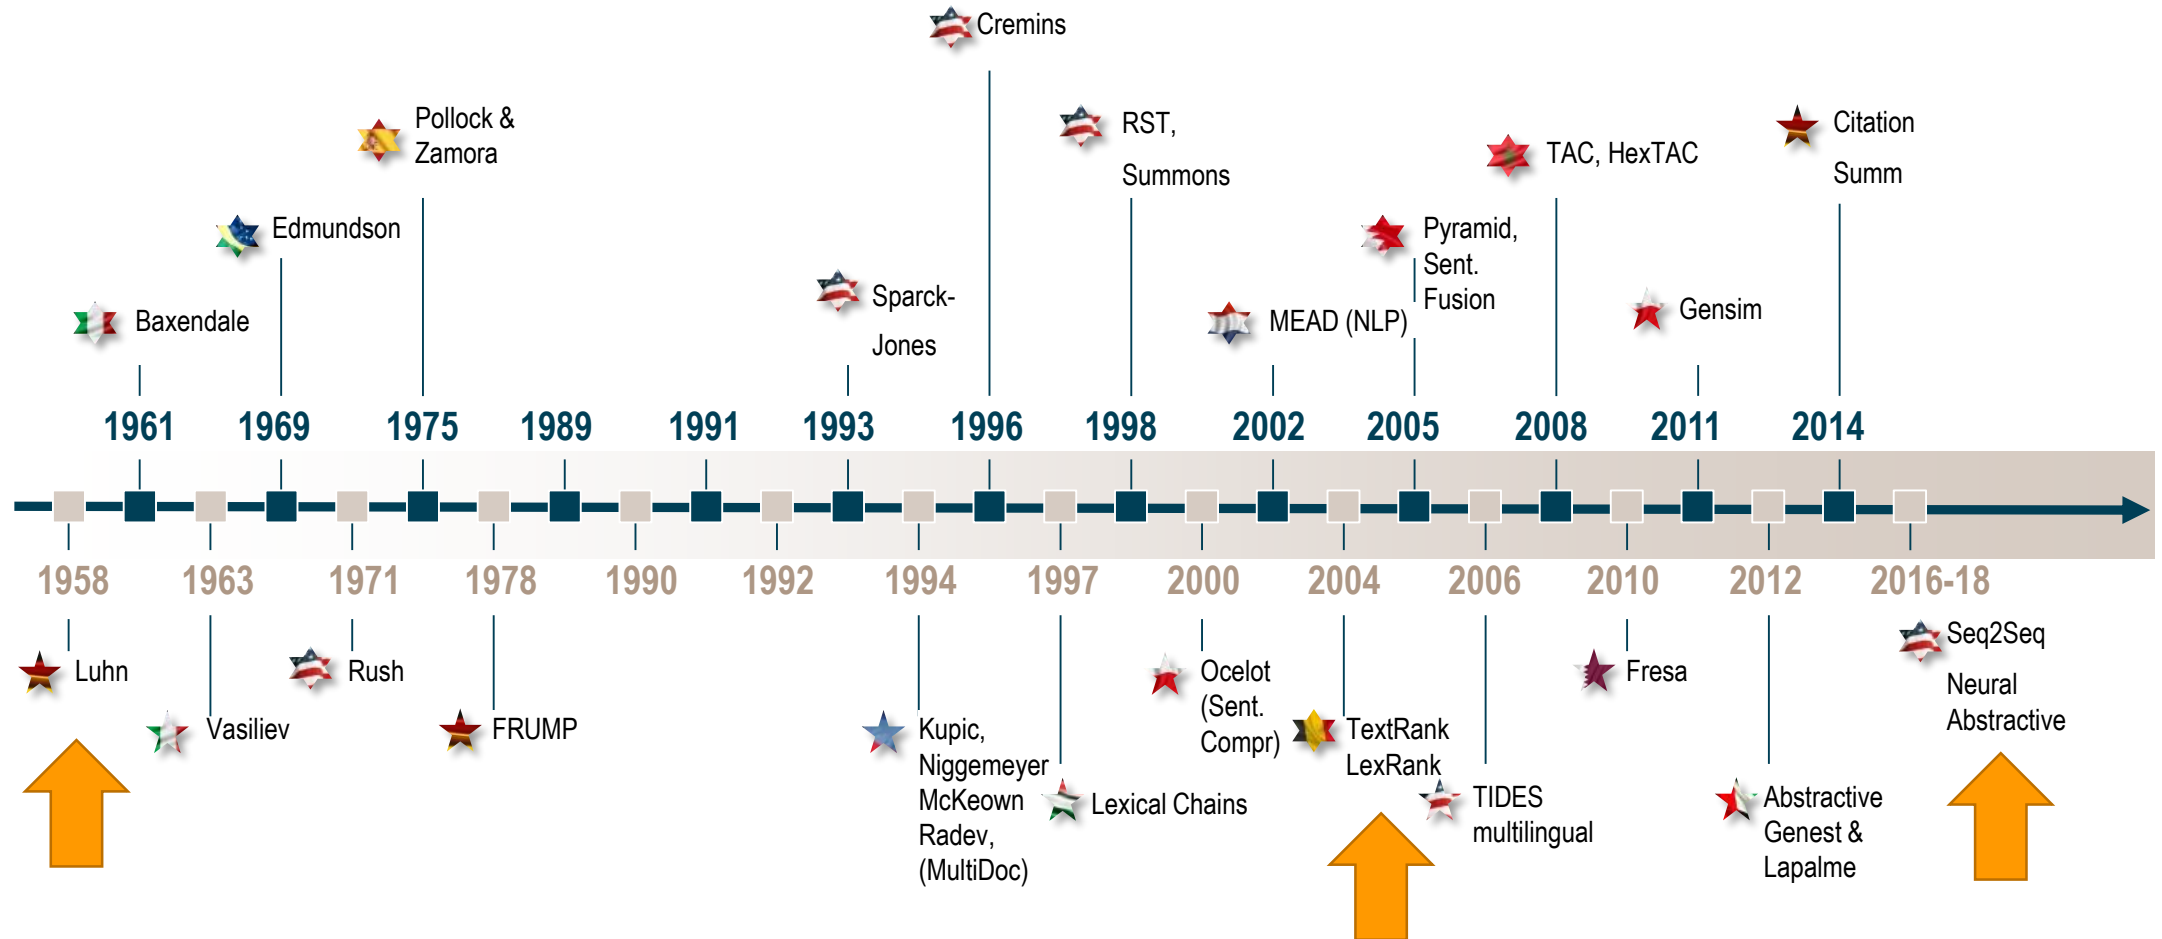 Cremins
Pollock &
Zamora
RST,
Summons
TAC, HexTAC
Citation
Summ
Edmundson
Pyramid,
Sent.
Fusion
Baxendale
Sparck-
Jones
MEAD (NLP)
Gensim
1961
1969
1975
1989
1991
1993
1996
1998
2002
2005
2008
2011
2014
1958
1963
1971
1978
1990
1992
1994
1997
2000
2004
2006
2010
2012
2016-18
Luhn
Vasiliev
Rush
FRUMP
Kupic,
Niggemeyer
McKeown
Radev,
(MultiDoc)
Lexical Chains
Ocelot
(Sent.
Compr)
TextRank
LexRank
TIDES
multilingual
Fresa
Abstractive
Genest &
Lapalme
Seq2Seq
Neural
Abstractive